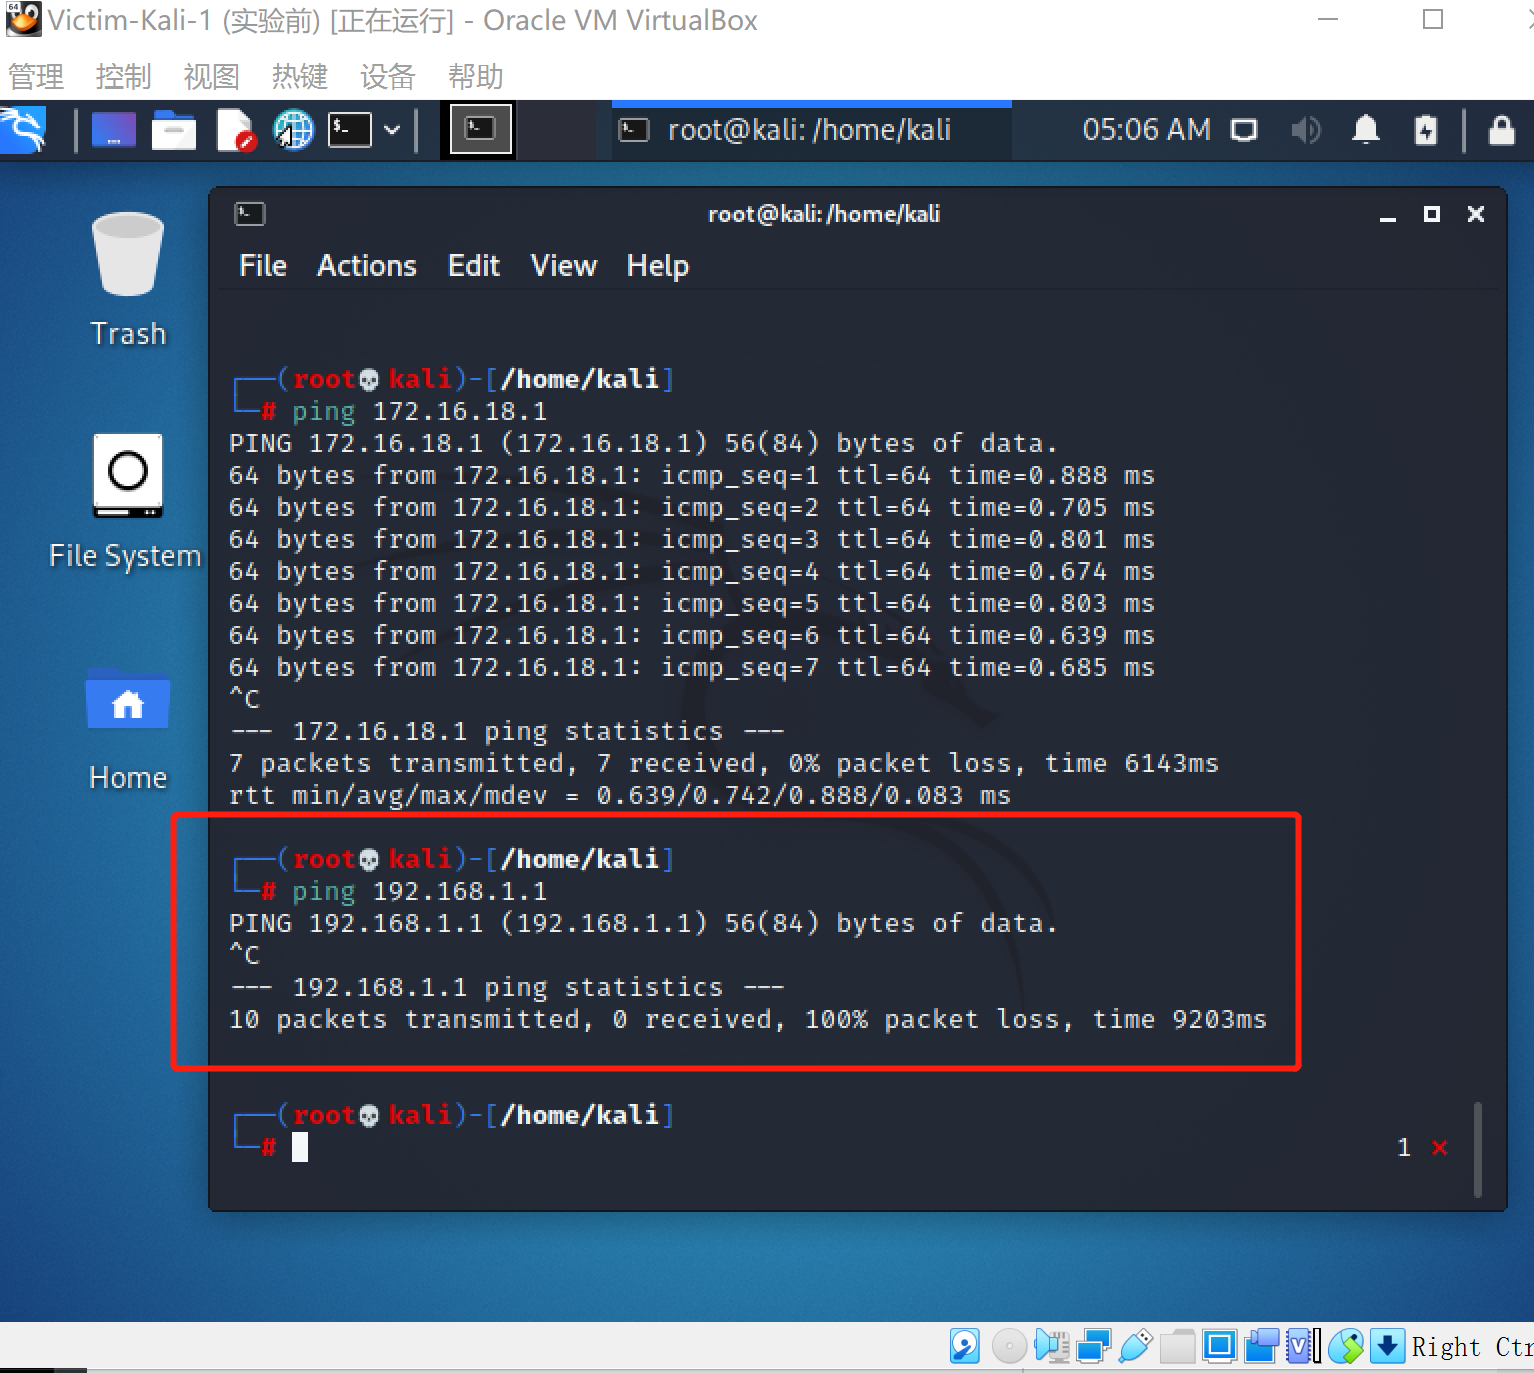 Victim-Kali-1 (实验前) [正在运行] - Oracle VM VirtualBox
管理 控制 视图 热键 设备 帮助
root@kali: /home/kali
05:06 AM
root@kali: /home/kali
File Actions Edit View Help
Trash
File System
Home
┌──(root💀kali)-[/home/kali]
└─# ping 172.16.18.1
PING 172.16.18.1 (172.16.18.1) 56(84) bytes of data.
64 bytes from 172.16.18.1: icmp_seq=1 ttl=64 time=0.888 ms
64 bytes from 172.16.18.1: icmp_seq=2 ttl=64 time=0.705 ms
64 bytes from 172.16.18.1: icmp_seq=3 ttl=64 time=0.801 ms
64 bytes from 172.16.18.1: icmp_seq=4 ttl=64 time=0.674 ms
64 bytes from 172.16.18.1: icmp_seq=5 ttl=64 time=0.803 ms
64 bytes from 172.16.18.1: icmp_seq=6 ttl=64 time=0.639 ms
64 bytes from 172.16.18.1: icmp_seq=7 ttl=64 time=0.685 ms
^C
--- 172.16.18.1 ping statistics ---
7 packets transmitted, 7 received, 0% packet loss, time 6143ms
rtt min/avg/max/mdev = 0.639/0.742/0.888/0.083 ms
┌──(root💀kali)-[/home/kali]
└─# ping 192.168.1.1
PING 192.168.1.1 (192.168.1.1) 56(84) bytes of data.
^C
--- 192.168.1.1 ping statistics ---
10 packets transmitted, 0 received, 100% packet loss, time 9203ms
┌──(root💀kali)-[/home/kali]
└─#
1 ⨯
Right Ctr